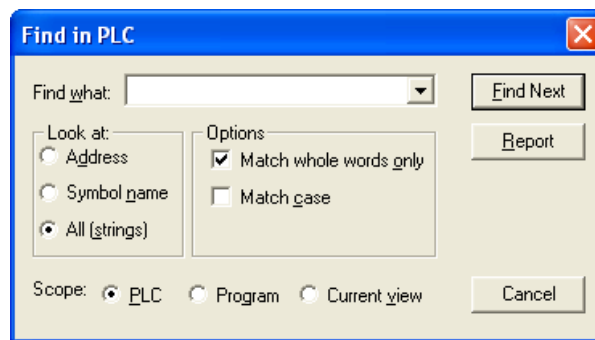 Find in PLC
Find what:
Find Next
Look at:
Address
Symbol name
All (strings)
Options
Match whole words only
Match case
Report
Scope:
PLC
Program
Current view
Cancel